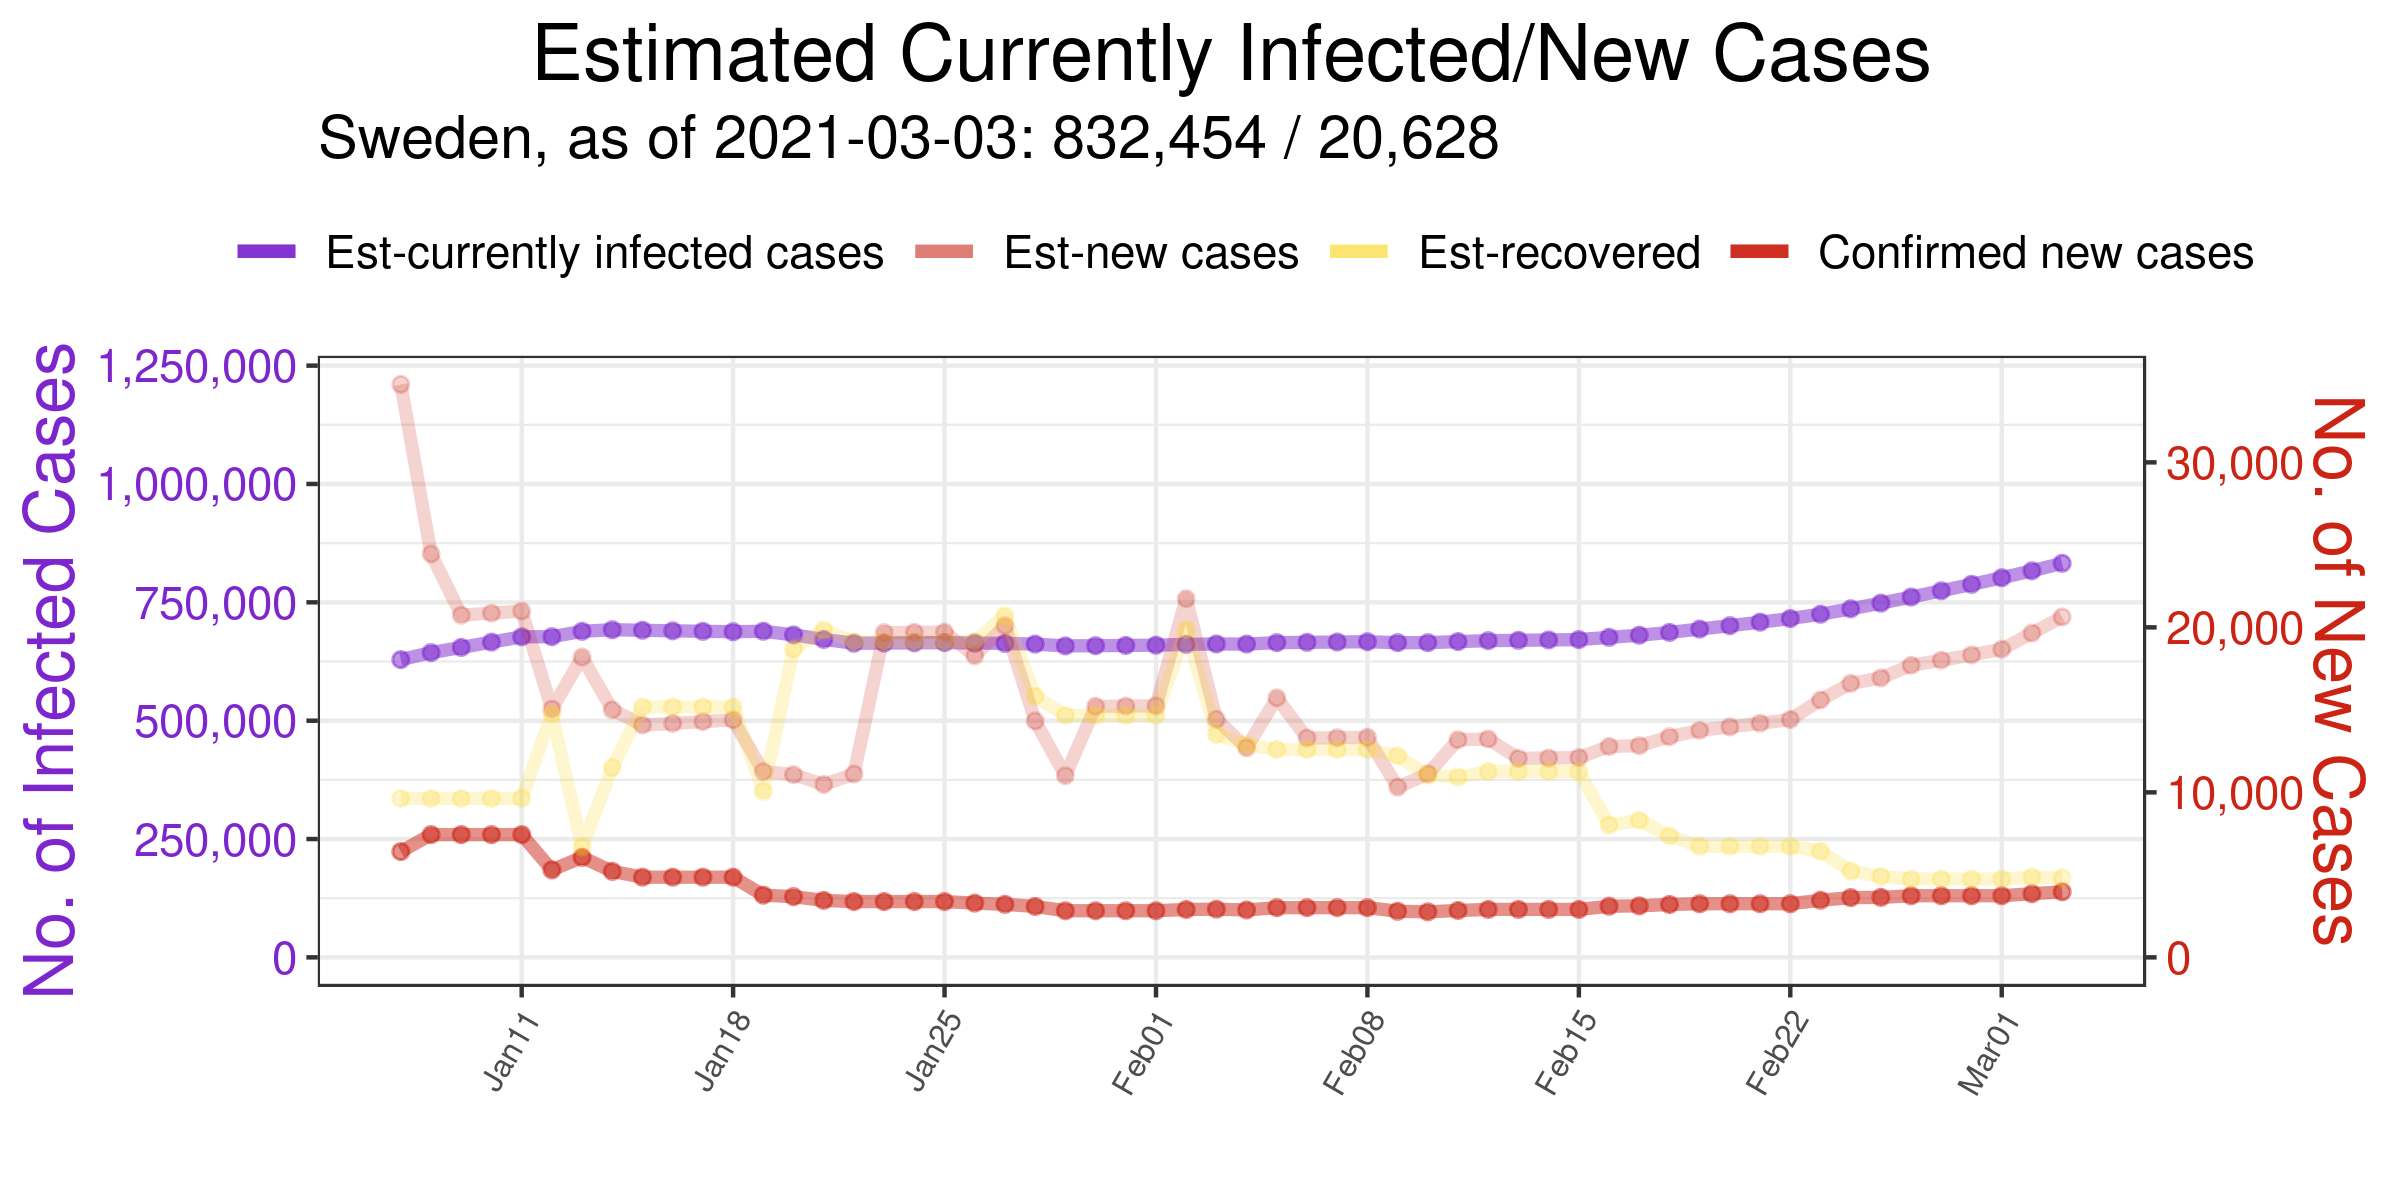 Estimated Currently Infected/New Cases
Sweden, as of 2021-03-03: 832,454 / 20,628
Est-currently infected cases Est-new cases Est-recovered Confirmed new cases
No. of Infected Cases
1,250,000
1,000,000
750,000
500,000
250,000
0
30,000
20,000
10,000
0
No. of New Cases
Jan11 Jan18 Jan25 Feb01 Feb08 Feb15 Feb22 Mar01